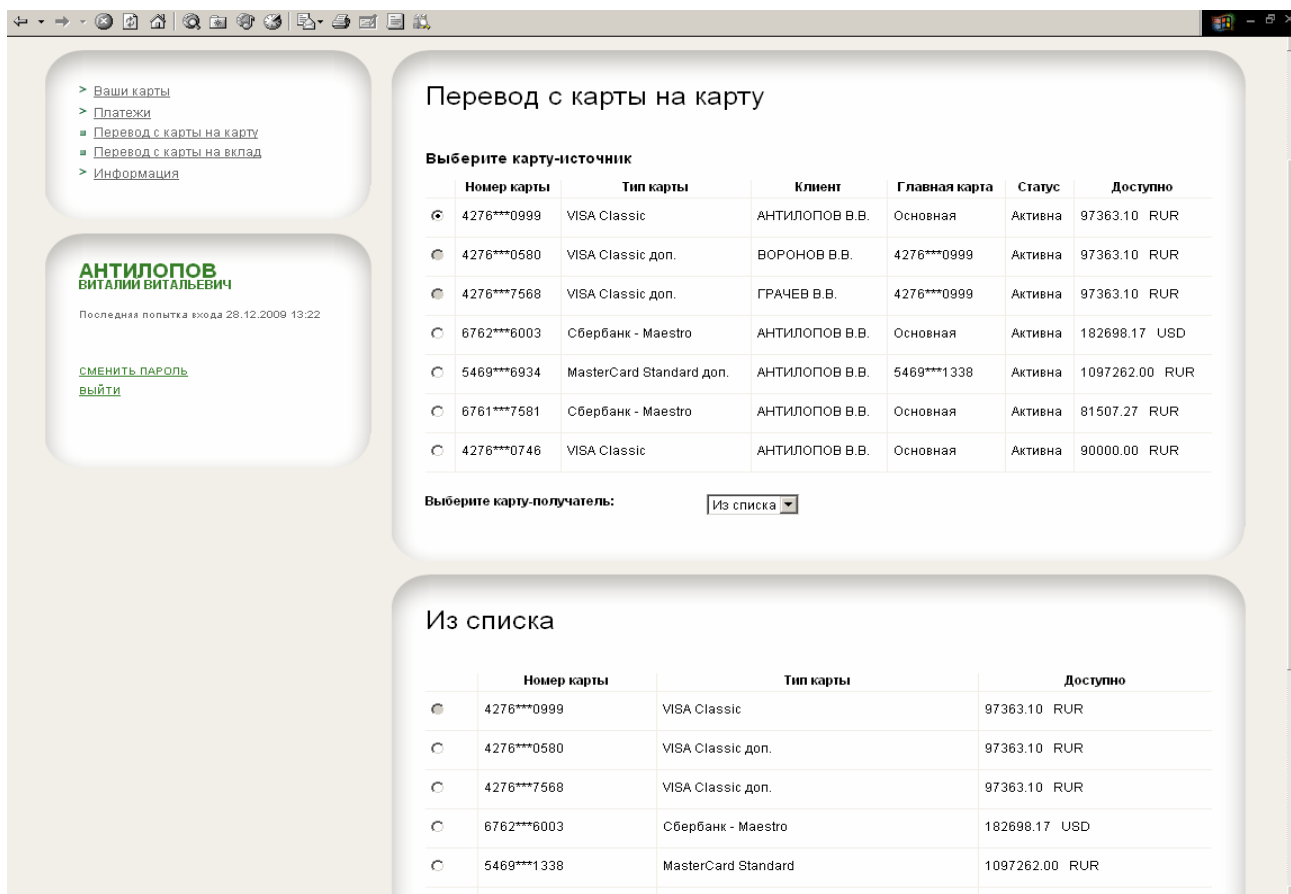 > Ваши карты
> Платежи
Перевод с карты на карту
Перевод с карты на вклад
> Информация
АНТИЛОПОВ
ВИТАЛИЙ ВИТАЛЬЕВИЧ
Последняя попытка входа 28.12.2009 13:22
СМЕНИТЬ ПАРОЛЬ
ВЫЙТИ
Перевод с карты на карту
Выберите карту-источник
Номер карты Тип карты Клиент Главная карта Статус Доступно
4276***0999 VISA Classic АНТИЛОПОВ В.В. Основная Активна 97363.10 RUR
4276***0580 VISA Classic доп. ВОРОНОВ В.В. 4276***0999 Активна 97363.10 RUR
4276***7568 VISA Classic доп. ГРАЧЕВ В.В. 4276***0999 Активна 97363.10 RUR
6762***6003 Сбербанк - Maestro АНТИЛОПОВ В.В. Основная Активна 182698.17 USD
5469***6934 MasterCard Standard доп. АНТИЛОПОВ В.В. 5469***1338 Активна 1097262.00 RUR
6761***7581 Сбербанк - Maestro АНТИЛОПОВ В.В. Основная Активна 81507.27 RUR
4276***0746 VISA Classic АНТИЛОПОВ В.В. Основная Активна 90000.00 RUR
Выберите карту-получатель: Из списка
Из списка
Номер карты Тип карты Доступно
4276***0999 VISA Classic 97363.10 RUR
4276***0580 VISA Classic доп. 97363.10 RUR
4276***7568 VISA Classic доп. 97363.10 RUR
6762***6003 Сбербанк - Maestro 182698.17 USD
5469***1338 MasterCard Standard 1097262.00 RUR